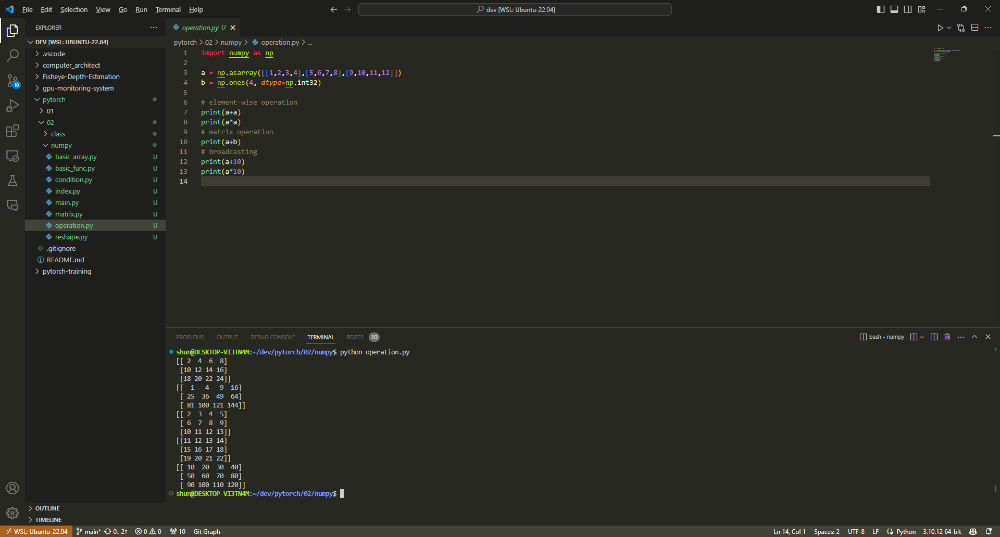 File Edit Selection View Go Run Terminal Help
dev [WSL: Ubuntu-22.04]
EXPLORER
DEV [WSL: UBUNTU-22.04]
.vscode
computer_architect
Fisheye-Depth-Estimation
gpu-monitoring-system
pytorch
01
02
class
numpy
basic_array.py U
basic_func.py U
condition.py U
index.py U
main.py U
matrix.py U
operation.py U
reshape.py U
.gitignore
README.md
pytorch-training
OUTLINE
TIMELINE
10
operation.py U
pytorch > 02 > numpy > operation.py > ...
1 import numpy as np
2
3 a = np.asarray([[1,2,3,4],[5,6,7,8],[9,10,11,12]])
4 b = np.ones(4, dtype=np.int32)
5
6 # element-wise operation
7 print(a+a)
8 print(a*a)
9 # matrix operation
10 print(a+b)
11 # broadcasting
12 print(a+10)
13 print(a*10)
14
PROBLEMS OUTPUT DEBUG CONSOLE TERMINAL PORTS 10
bash - numpy
shun@DESKTOP-VI3TN4M:~/dev/pytorch/02/numpy$ python operation.py
[[ 2  4  6  8]
 [10 12 14 16]
 [18 20 22 24]]
[[  1   4   9  16]
 [ 25  36  49  64]
 [ 81 100 121 144]]
[[ 2  3  4  5]
 [ 6  7  8  9]
 [10 11 12 13]]
[[11 12 13 14]
 [15 16 17 18]
 [19 20 21 22]]
[[ 10  20  30  40]
 [ 50  60  70  80]
 [ 90 100 110 120]]
shun@DESKTOP-VI3TN4M:~/dev/pytorch/02/numpy$
WSL: Ubuntu-22.04 main* 0↓ 2↑ 0 0 10 Git Graph
Ln 14, Col 1 Spaces: 2 UTF-8 LF Python 3.10.12 64-bit